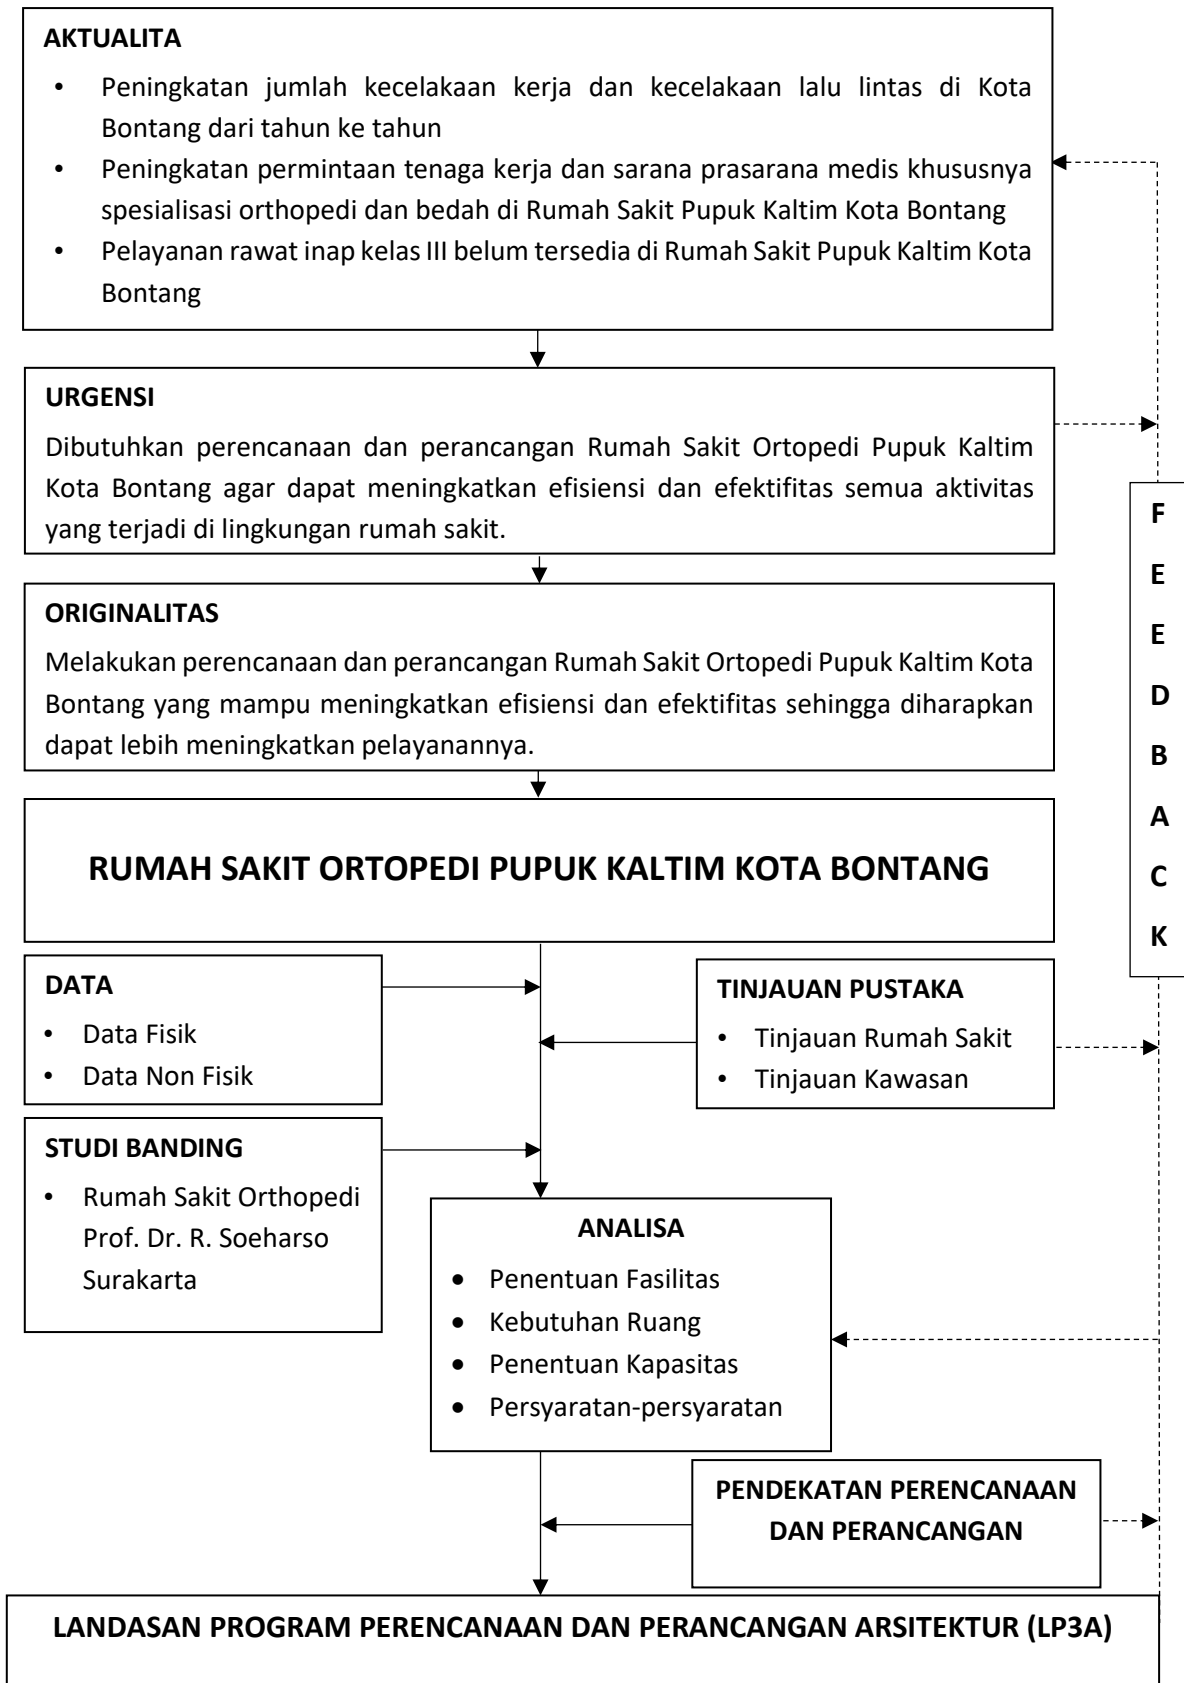 AKTUALITA
• Peningkatan jumlah kecelakaan kerja dan kecelakaan lalu lintas di Kota
Bontang dari tahun ke tahun
• Peningkatan permintaan tenaga kerja dan sarana prasarana medis khususnya
spesialisasi orthopedi dan bedah di Rumah Sakit Pupuk Kaltim Kota Bontang
• Pelayanan rawat inap kelas III belum tersedia di Rumah Sakit Pupuk Kaltim Kota
Bontang
URGENSI
Dibutuhkan perencanaan dan perancangan Rumah Sakit Ortopedi Pupuk Kaltim
Kota Bontang agar dapat meningkatkan efisiensi dan efektifitas semua aktivitas
yang terjadi di lingkungan rumah sakit.
ORIGINALITAS
Melakukan perencanaan dan perancangan Rumah Sakit Ortopedi Pupuk Kaltim Kota
Bontang yang mampu meningkatkan efisiensi dan efektifitas sehingga diharapkan
dapat lebih meningkatkan pelayanannya.
RUMAH SAKIT ORTOPEDI PUPUK KALTIM KOTA BONTANG
F
E
E
D
B
A
C
K
DATA
• Data Fisik
• Data Non Fisik
TINJAUAN PUSTAKA
• Tinjauan Rumah Sakit
• Tinjauan Kawasan
STUDI BANDING
• Rumah Sakit Orthopedi
Prof. Dr. R. Soeharso
Surakarta
ANALISA
• Penentuan Fasilitas
• Kebutuhan Ruang
• Penentuan Kapasitas
• Persyaratan-persyaratan
PENDEKATAN PERENCANAAN
DAN PERANCANGAN
LANDASAN PROGRAM PERENCANAAN DAN PERANCANGAN ARSITEKTUR (LP3A)